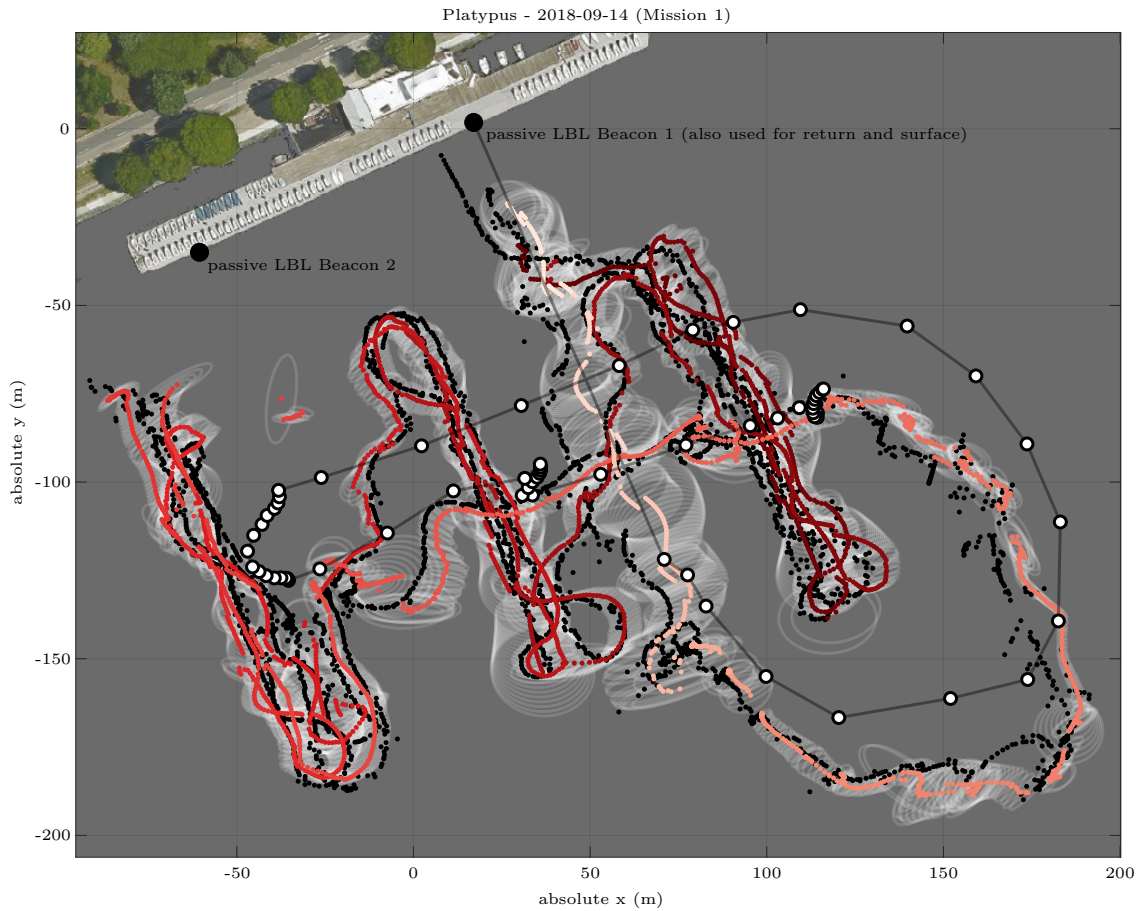 Platypus - 2018-09-14 (Mission 1)
0
passive LBL Beacon 1 (also used for return and surface)
passive LBL Beacon 2
-50
-100
-150
-200
absolute y (m)
-50
0
50
100
150
200
absolute x (m)